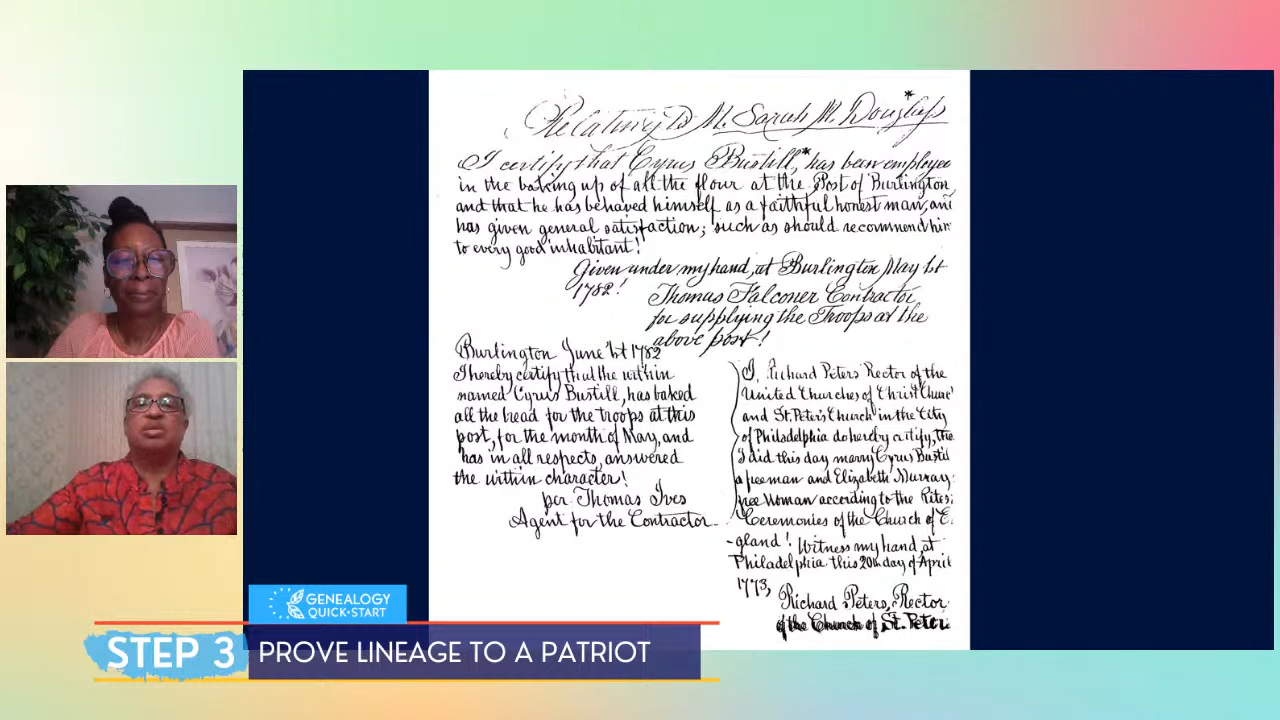 Relating to M. Sarah M. Douglass*
I certify that Cyrus Bustill,* has been employe
in the baking up of all the flour at the Post of Burlington,
and that he has behaved himself as a faithful honest man, an
has given general satisfaction; such as should recommend hi
to every good inhabitant!
Given under my hand, at Burlington May 1st
1782!
Thomas Falconer Contractor
for supplying the Troops at the
above post!
Burlington June 1st 1782
I hereby certify that the within
named Cyrus Bustill, has baked
all the bread for the troops at this
post, for the month of May, and
has in all respects, answered
the within character!
per Thomas Ives
Agent for the Contractor
I, Richard Peters Rector of the
United Churches of Christ Churc
and St. Peter's Church in the City
of Philadelphia do hereby certify, tha
I did this day marry Cyrus Bustil
a free man and Elizabeth Murray
free Woman according to the Rites
Ceremonies of the Church of E
-gland! Witness my hand, at
Philadelphia this 20th day of April
1773,
Richard Peters, Rector
of the Church of St. Peter
GENEALOGY
QUICK-START
STEP 3 PROVE LINEAGE TO A PATRIOT